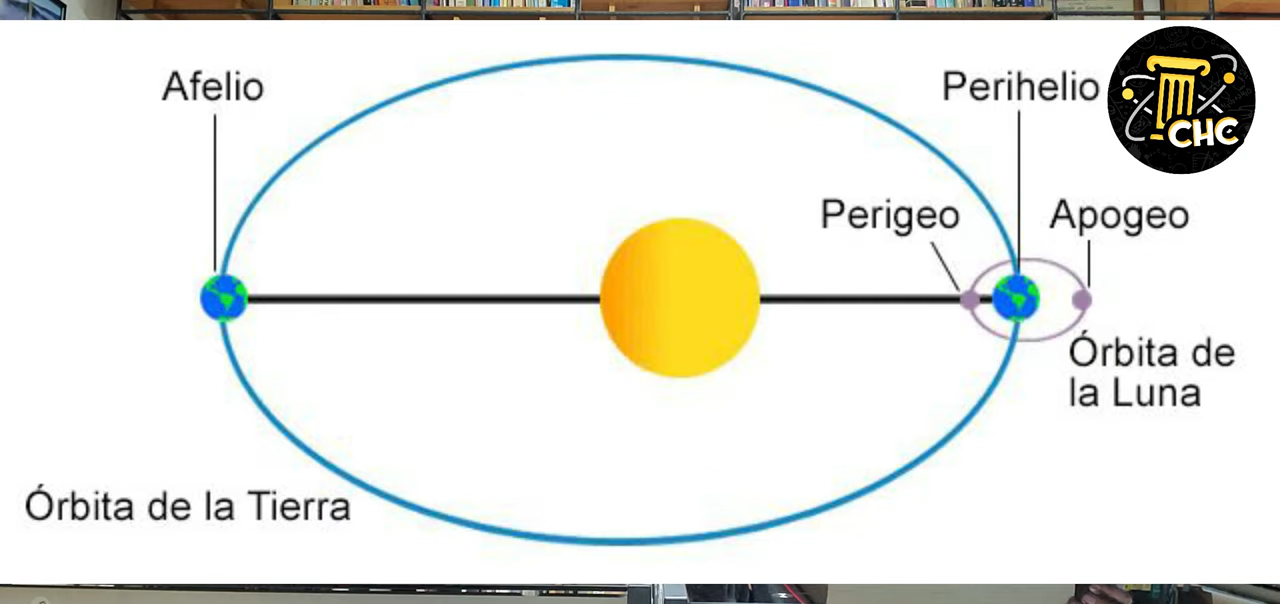 Afelio
Perihelio
CHC
Perigeo
Apogeo
Órbita de
la Luna
Órbita de la Tierra